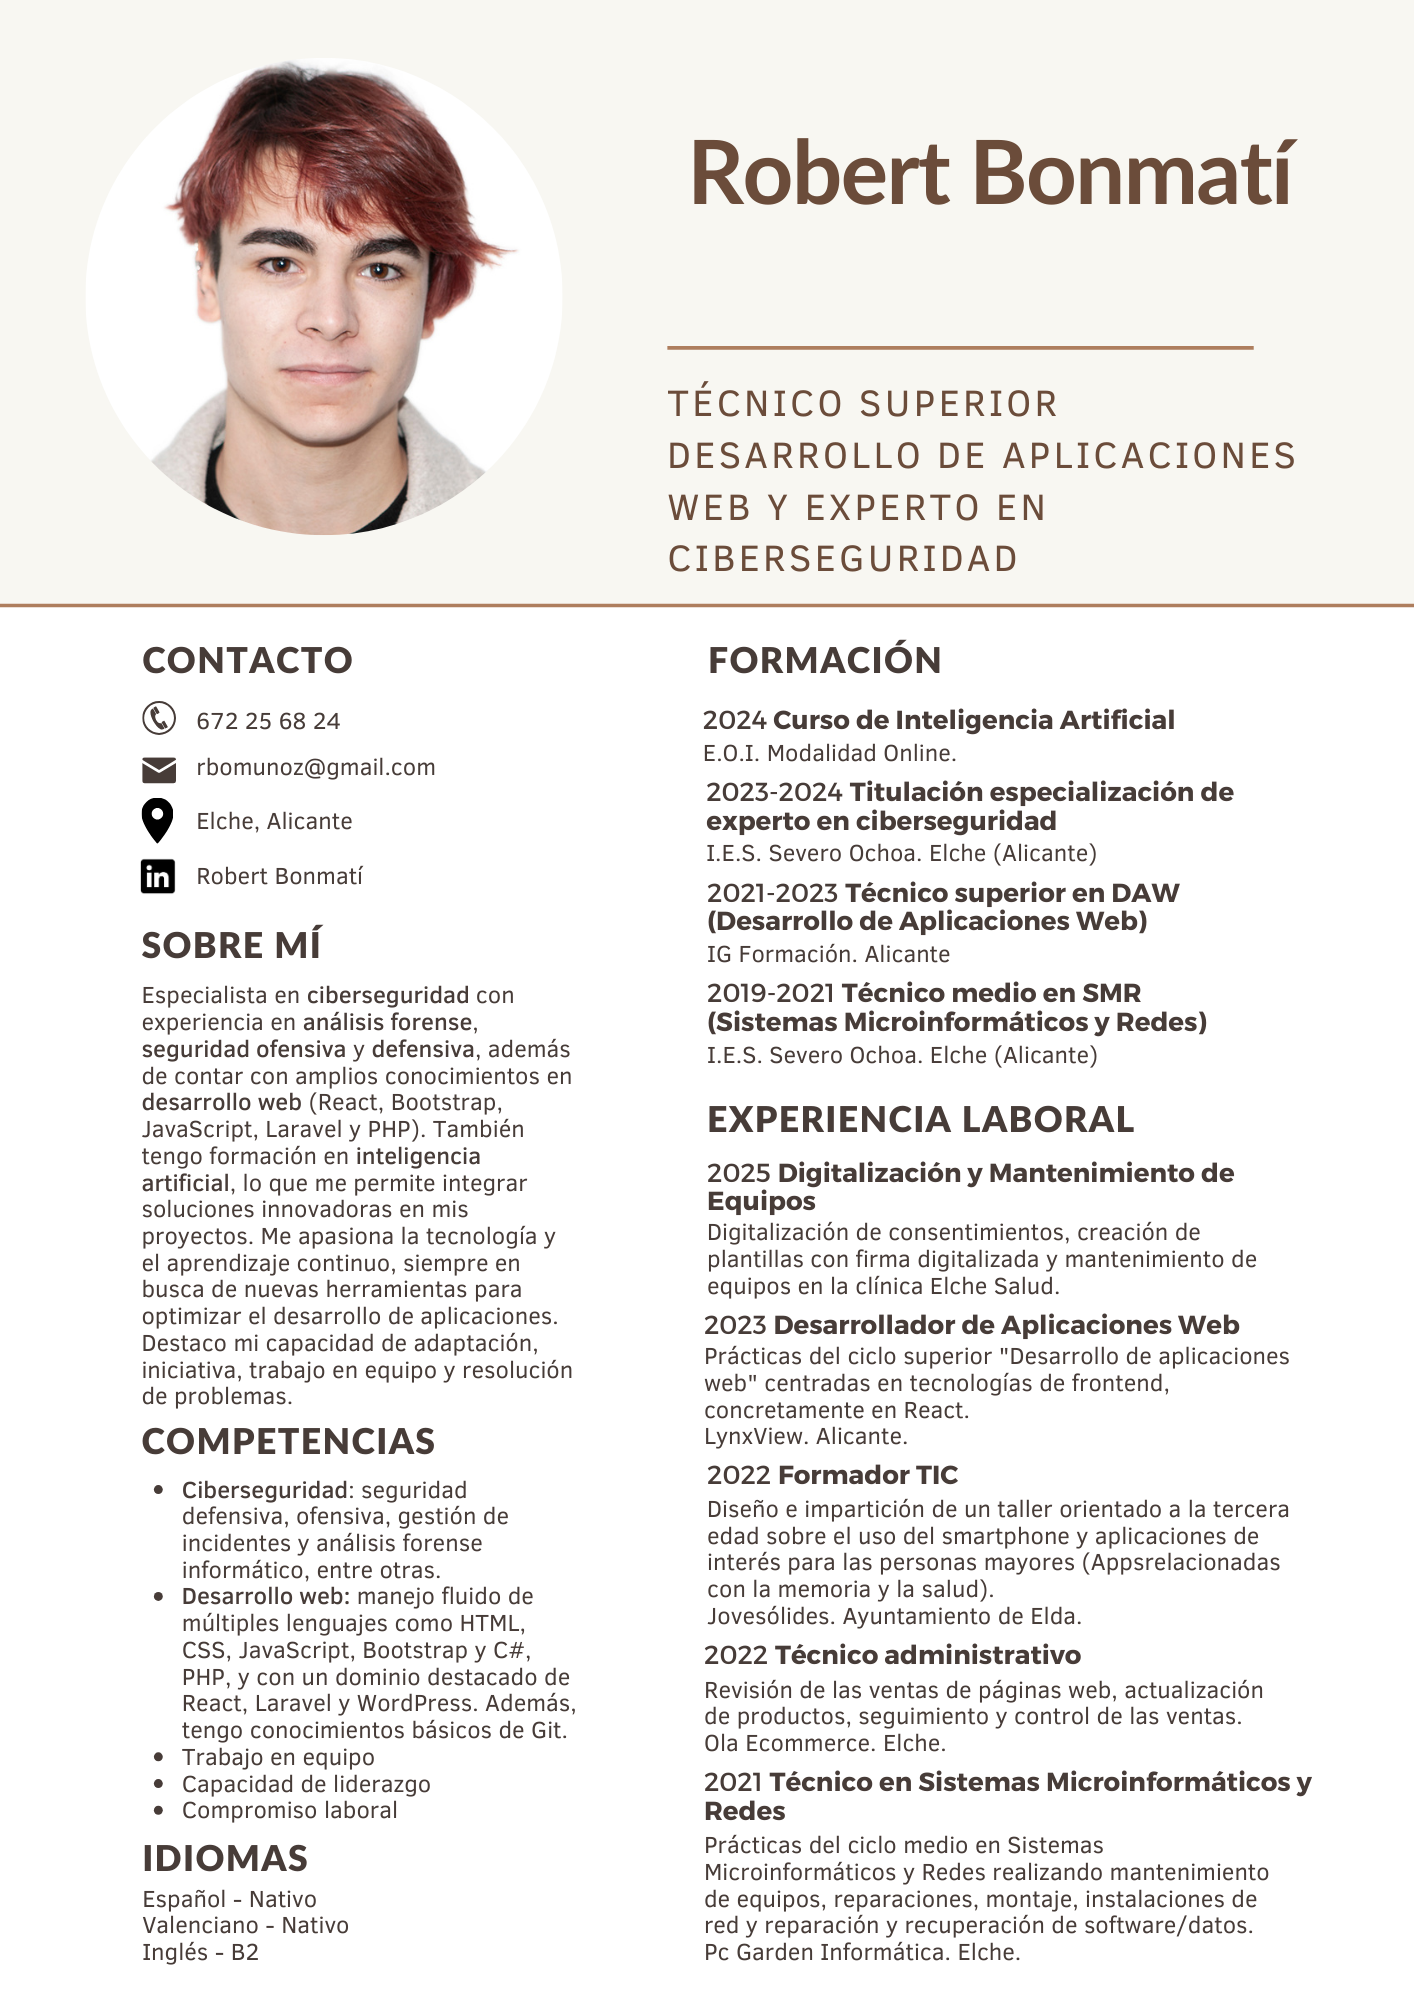 Robert Bonmatí
TÉCNICO SUPERIOR
DESARROLLO DE APLICACIONES
WEB Y EXPERTO EN
CIBERSEGURIDAD
CONTACTO
672 25 68 24
rbomunoz@gmail.com
Elche, Alicante
in
Robert Bonmatí
SOBRE MÍ
Especialista en ciberseguridad con
experiencia en análisis forense,
seguridad ofensiva y defensiva, además
de contar con amplios conocimientos en
desarrollo web (React, Bootstrap,
JavaScript, Laravel y PHP). También
tengo formación en inteligencia
artificial, lo que me permite integrar
soluciones innovadoras en mis
proyectos. Me apasiona la tecnología y
el aprendizaje continuo, siempre en
busca de nuevas herramientas para
optimizar el desarrollo de aplicaciones.
Destaco mi capacidad de adaptación,
iniciativa, trabajo en equipo y resolución
de problemas.
COMPETENCIAS
• Ciberseguridad: seguridad
defensiva, ofensiva, gestión de
incidentes y análisis forense
informático, entre otras.
• Desarrollo web: manejo fluido de
múltiples lenguajes como HTML,
CSS, JavaScript, Bootstrap y C#,
PHP, y con un dominio destacado de
React, Laravel y WordPress. Además,
tengo conocimientos básicos de Git.
• Trabajo en equipo
• Capacidad de liderazgo
• Compromiso laboral
IDIOMAS
Español - Nativo
Valenciano - Nativo
Inglés - B2
FORMACIÓN
2024 Curso de Inteligencia Artificial
E.O.I. Modalidad Online.
2023-2024 Titulación especialización de
experto en ciberseguridad
I.E.S. Severo Ochoa. Elche (Alicante)
2021-2023 Técnico superior en DAW
(Desarrollo de Aplicaciones Web)
IG Formación. Alicante
2019-2021 Técnico medio en SMR
(Sistemas Microinformáticos y Redes)
I.E.S. Severo Ochoa. Elche (Alicante)
EXPERIENCIA LABORAL
2025 Digitalización y Mantenimiento de
Equipos
Digitalización de consentimientos, creación de
plantillas con firma digitalizada y mantenimiento de
equipos en la clínica Elche Salud.
2023 Desarrollador de Aplicaciones Web
Prácticas del ciclo superior "Desarrollo de aplicaciones
web" centradas en tecnologías de frontend,
concretamente en React.
LynxView. Alicante.
2022 Formador TIC
Diseño e impartición de un taller orientado a la tercera
edad sobre el uso del smartphone y aplicaciones de
interés para las personas mayores (Appsrelacionadas
con la memoria y la salud).
Jovesólides. Ayuntamiento de Elda.
2022 Técnico administrativo
Revisión de las ventas de páginas web, actualización
de productos, seguimiento y control de las ventas.
Ola Ecommerce. Elche.
2021 Técnico en Sistemas Microinformáticos y
Redes
Prácticas del ciclo medio en Sistemas
Microinformáticos y Redes realizando mantenimiento
de equipos, reparaciones, montaje, instalaciones de
red y reparación y recuperación de software/datos.
Pc Garden Informática. Elche.